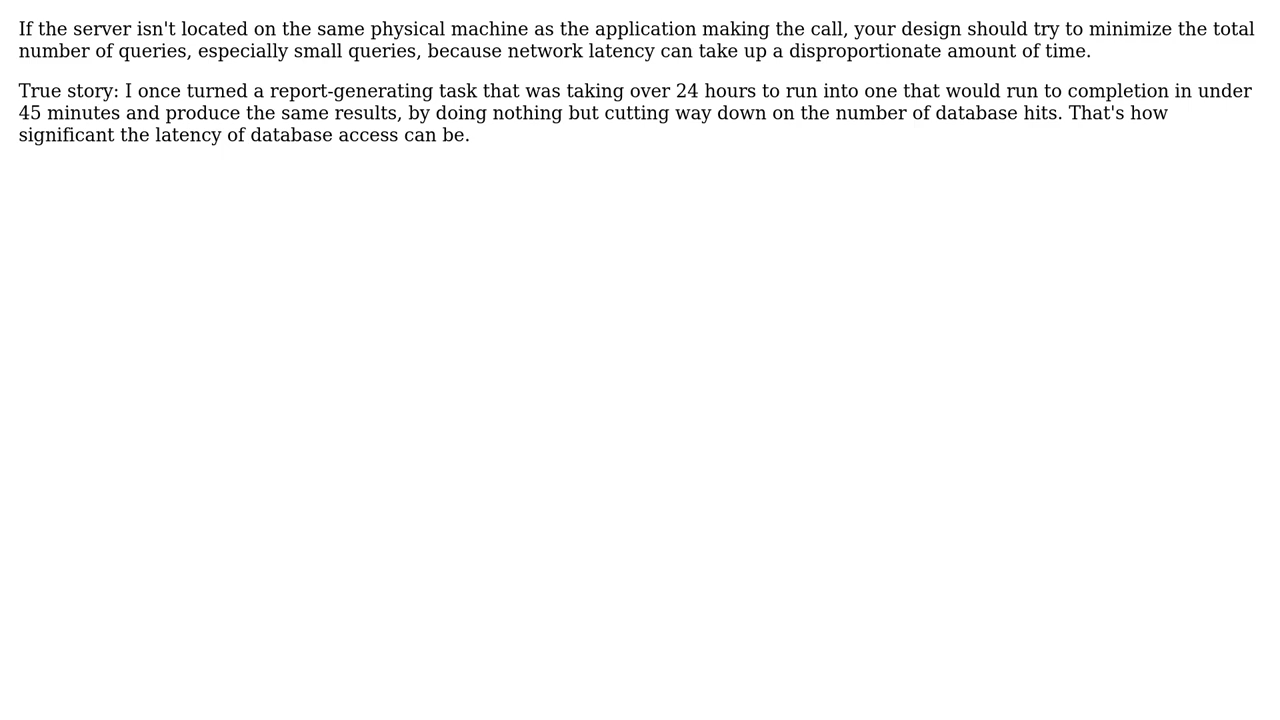 If the server isn't located on the same physical machine as the application making the call, your design should try to minimize the total
number of queries, especially small queries, because network latency can take up a disproportionate amount of time.
True story: I once turned a report-generating task that was taking over 24 hours to run into one that would run to completion in under
45 minutes and produce the same results, by doing nothing but cutting way down on the number of database hits. That's how
significant the latency of database access can be.